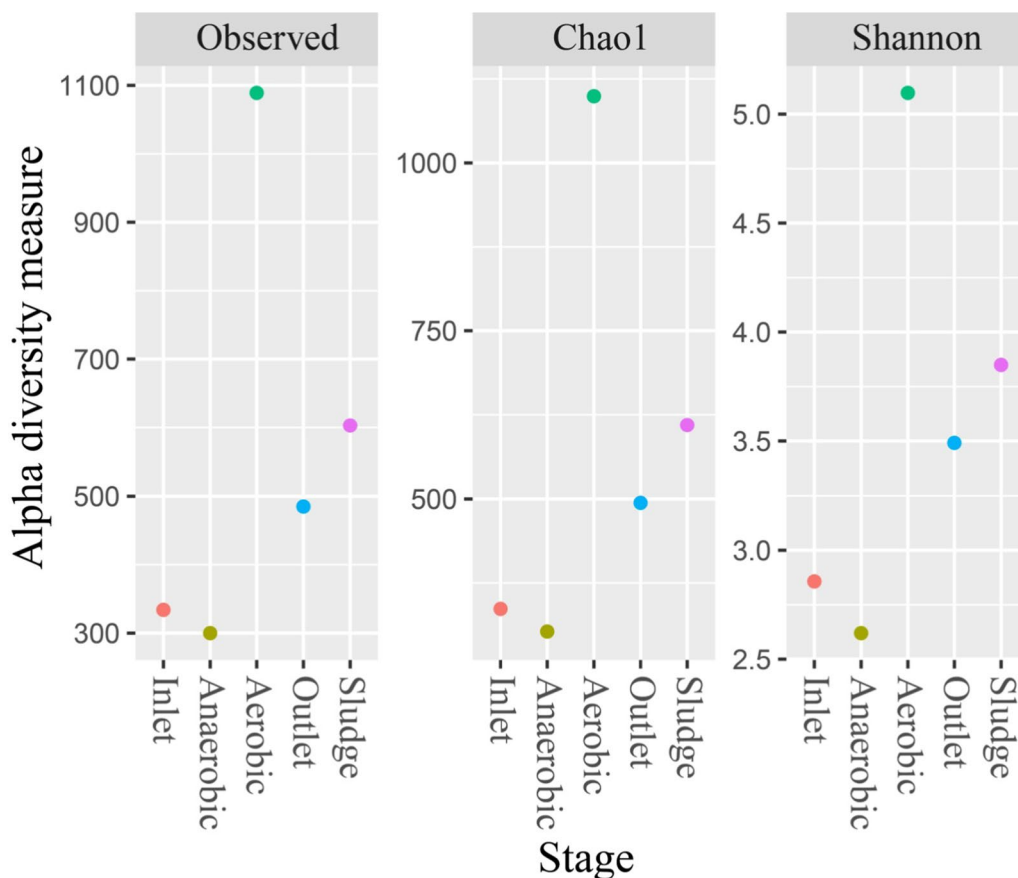 Observed
Chao1
Shannon
Alpha diversity measure
1100
900
700
500
300
1000
750
500
5.0
4.5
4.0
3.5
3.0
2.5
Inlet
Anaerobic
Aerobic
Outlet
Sludge
Inlet
Anaerobic
Aerobic
Outlet
Sludge
Inlet
Anaerobic
Aerobic
Outlet
Sludge
Stage